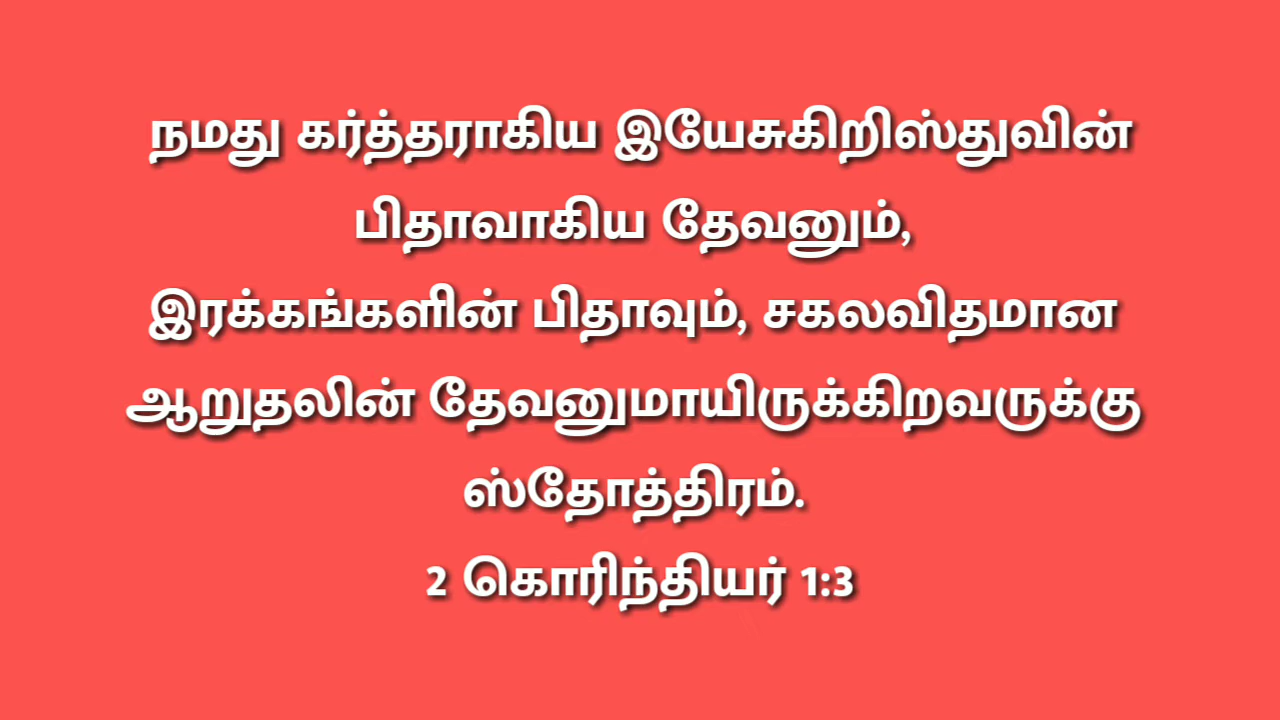 நமது கர்த்தராகிய இயேசுகிறிஸ்துவின்
பிதாவாகிய தேவனும்,
இரக்கங்களின் பிதாவும், சகலவிதமான
ஆறுதலின் தேவனுமாயிருக்கிறவருக்கு
ஸ்தோத்திரம்.
2 கொரிந்தியர் 1:3